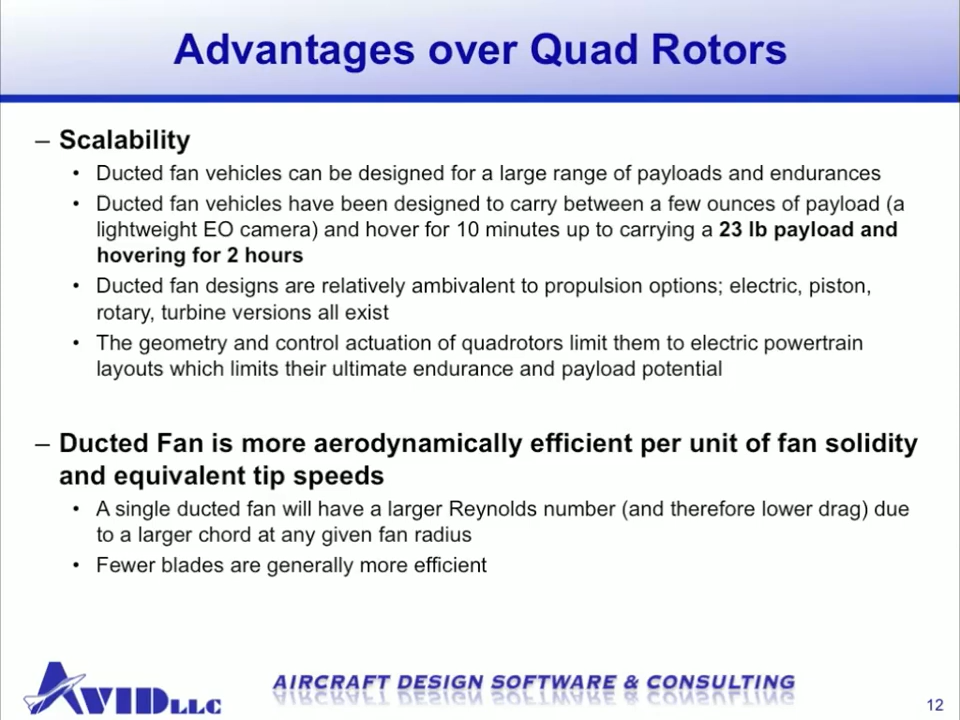 Advantages over Quad Rotors
– Scalability
• Ducted fan vehicles can be designed for a large range of payloads and endurances
• Ducted fan vehicles have been designed to carry between a few ounces of payload (a
lightweight EO camera) and hover for 10 minutes up to carrying a 23 lb payload and
hovering for 2 hours
• Ducted fan designs are relatively ambivalent to propulsion options; electric, piston,
rotary, turbine versions all exist
• The geometry and control actuation of quadrotors limit them to electric powertrain
layouts which limits their ultimate endurance and payload potential
– Ducted Fan is more aerodynamically efficient per unit of fan solidity
and equivalent tip speeds
• A single ducted fan will have a larger Reynolds number (and therefore lower drag) due
to a larger chord at any given fan radius
• Fewer blades are generally more efficient
AVID LLC
AIRCRAFT DESIGN SOFTWARE & CONSULTING
12